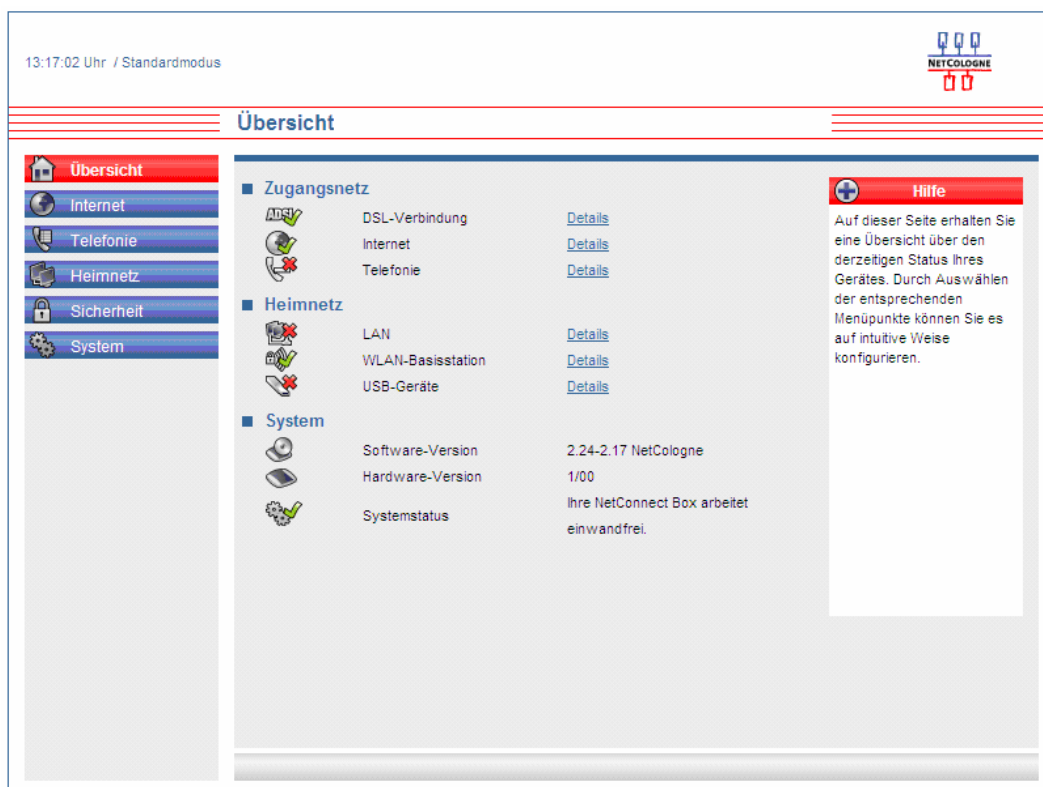 13:17:02 Uhr / Standardmodus
NETCOLOGNE
Übersicht
Übersicht
Internet
Telefonie
Heimnetz
Sicherheit
System
Zugangsnetz
ADSL
DSL-Verbindung Details
Internet Details
Telefonie Details
Heimnetz
LAN Details
WLAN-Basisstation Details
USB-Geräte Details
System
Software-Version 2.24-2.17 NetCologne
Hardware-Version 1/00
Systemstatus Ihre NetConnect Box arbeitet
einwandfrei.
Hilfe
Auf dieser Seite erhalten Sie
eine Übersicht über den
derzeitigen Status Ihres
Gerätes. Durch Auswählen
der entsprechenden
Menüpunkte können Sie es
auf intuitive Weise
konfigurieren.